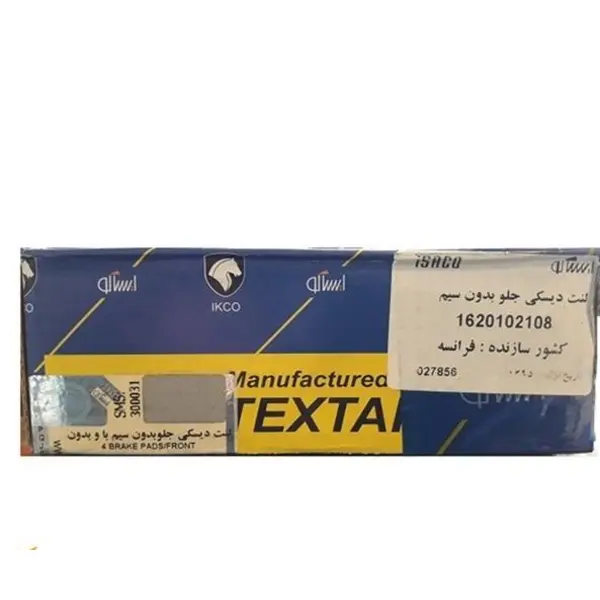 ISACO ایساکو
لنت دیسکی جلو بدون سیم
1620102108
کشور سازنده : فرانسه
027856
ایساکو
IKCO
ایساکو
Manufactured
TEXTAR
SMS:
300031
لنت دیسکی جلوبدون سیم یا و بدون
4 BRAKE PADS/FRONT